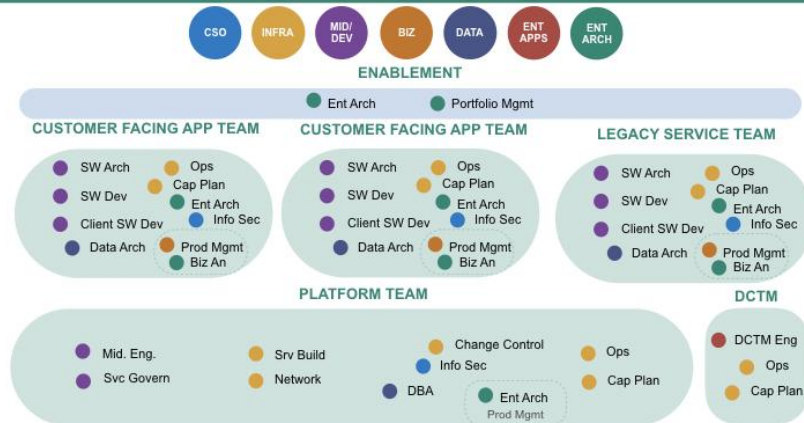 CSO
INFRA
MID/
DEV
BIZ
DATA
ENT
APPS
ENT
ARCH
ENABLEMENT
Ent Arch
Portfolio Mgmt
CUSTOMER FACING APP TEAM
SW Arch
Ops
Cap Plan
SW Dev
Ent Arch
Client SW Dev
Info Sec
Data Arch
Prod Mgmt
Biz An
CUSTOMER FACING APP TEAM
SW Arch
Ops
Cap Plan
SW Dev
Ent Arch
Client SW Dev
Info Sec
Data Arch
Prod Mgmt
Biz An
LEGACY SERVICE TEAM
SW Arch
Ops
Cap Plan
SW Dev
Ent Arch
Client SW Dev
Info Sec
Data Arch
Prod Mgmt
Biz An
PLATFORM TEAM
Mid. Eng.
Svc Govern
Srv Build
Network
Change Control
Info Sec
DBA
Ent Arch
Prod Mgmt
Ops
Cap Plan
DCTM
DCTM Eng
Ops
Cap Plan